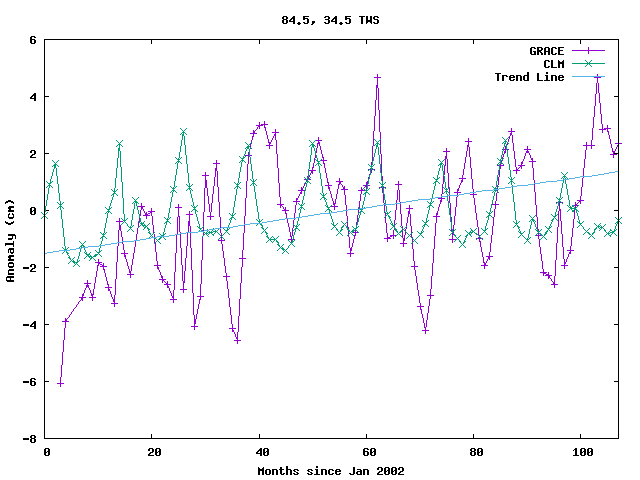 84.5, 34.5 TWS
GRACE
CLM
Trend Line
6
4
2
0
-2
-4
-6
-8
Anomaly (cm)
0 20 40 60 80 100
Months since Jan 2002